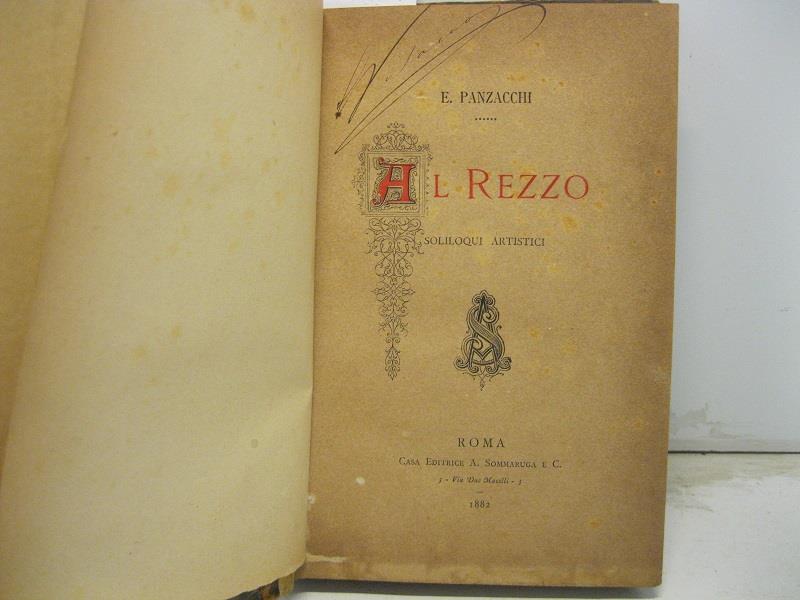 E. PANZACCHI
AL REZZO
SOLILOQUI ARTISTICI
ROMA
CASA EDITRICE A. SOMMARUGA E C.
3 - Via Due Macelli - 3
1882